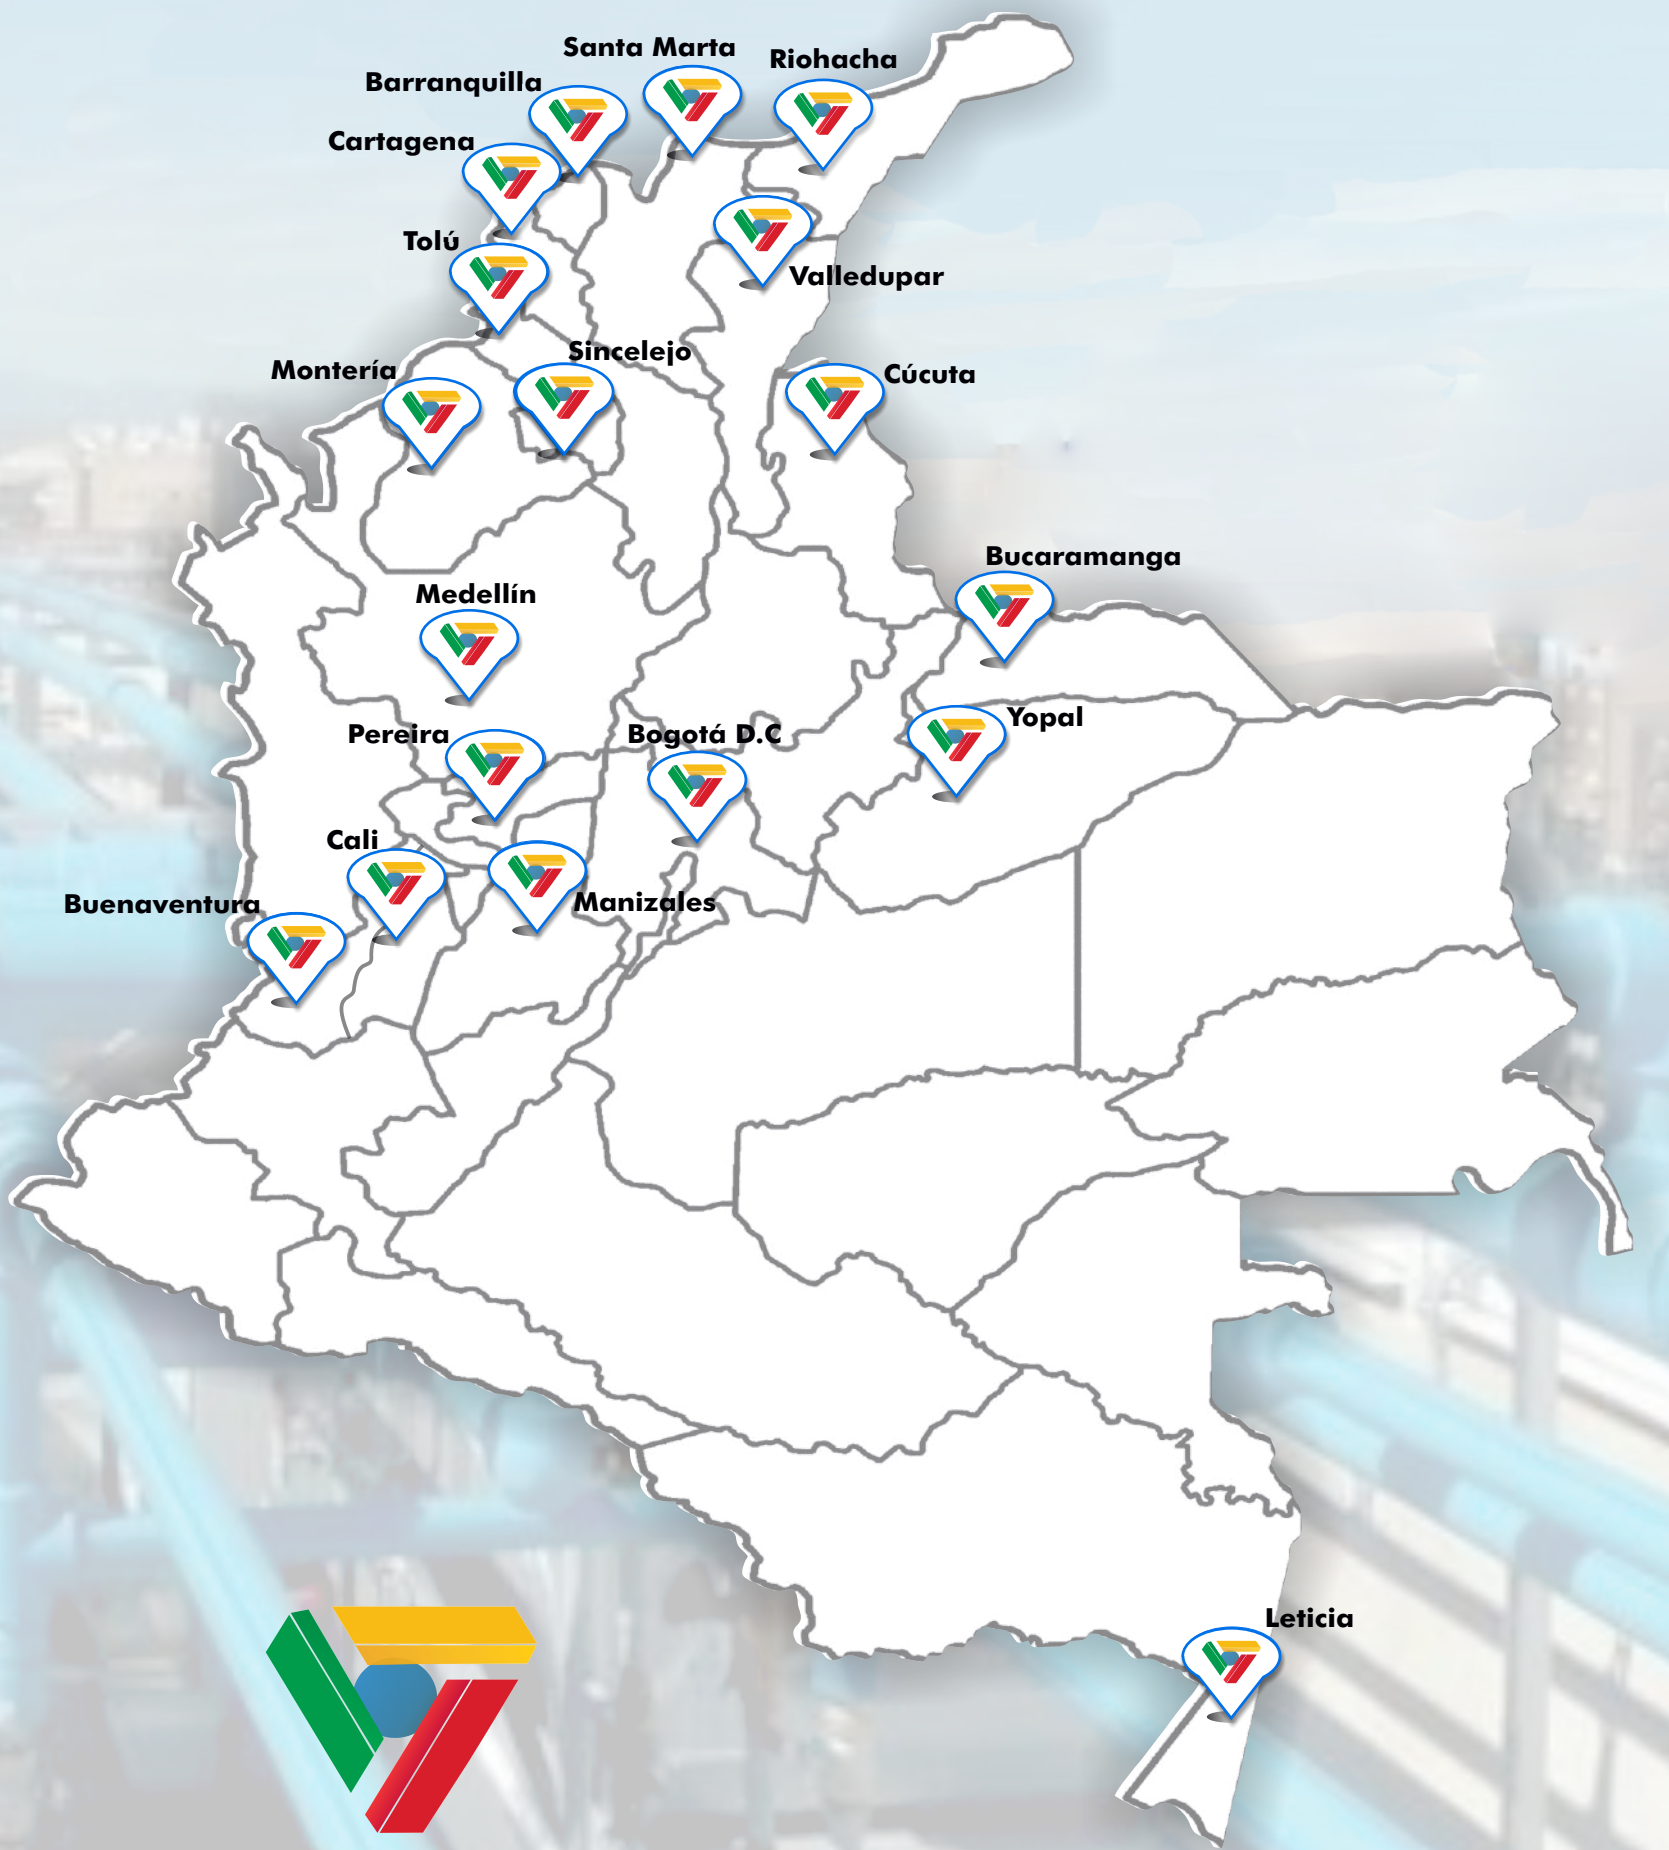 Santa Marta
Riohacha
Barranquilla
Cartagena
Tolú
Valledupar
Sincelejo
Montería
Cúcuta
Bucaramanga
Medellín
Yopal
Pereira
Bogotá D.C
Cali
Buenaventura
Manizales
Leticia